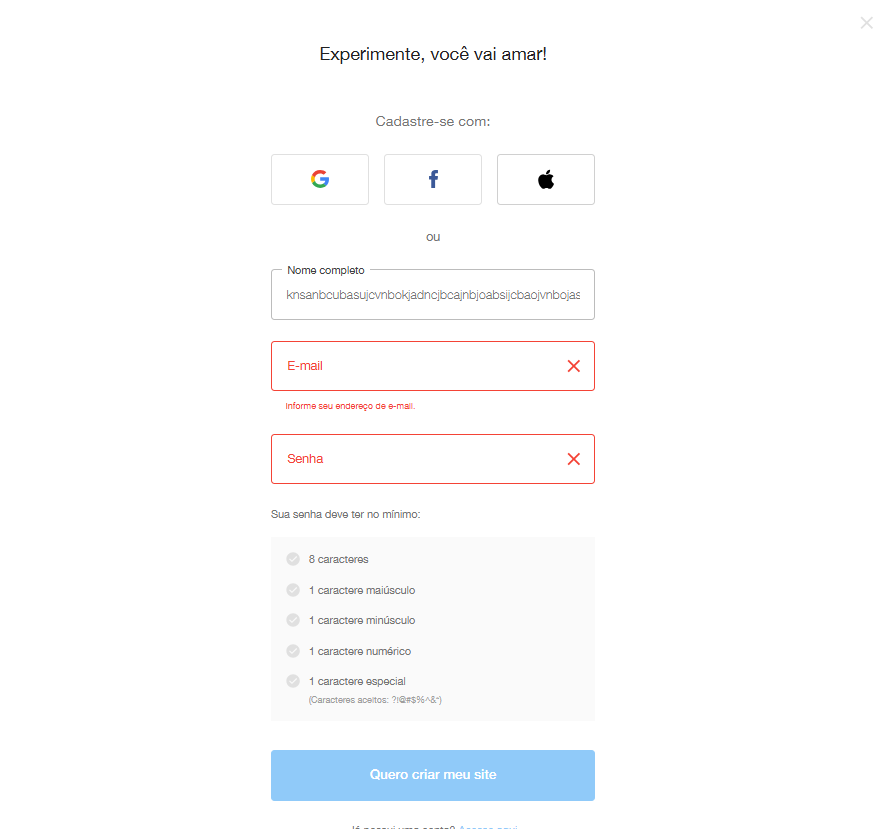 Experimente, você vai amar!
Cadastre-se com:
ou
Nome completo
knsanbcubasujcvnbokjadncjbcajnbjoabsijcbaojvnbojas
E-mail
Informe seu endereço de e-mail.
Senha
Sua senha deve ter no mínimo:
8 caracteres
1 caractere maiúsculo
1 caractere minúsculo
1 caractere numérico
1 caractere especial
(Caracteres aceitos: ?!@#$%^&*)
Quero criar meu site
Já possui uma conta? Acesse aqui